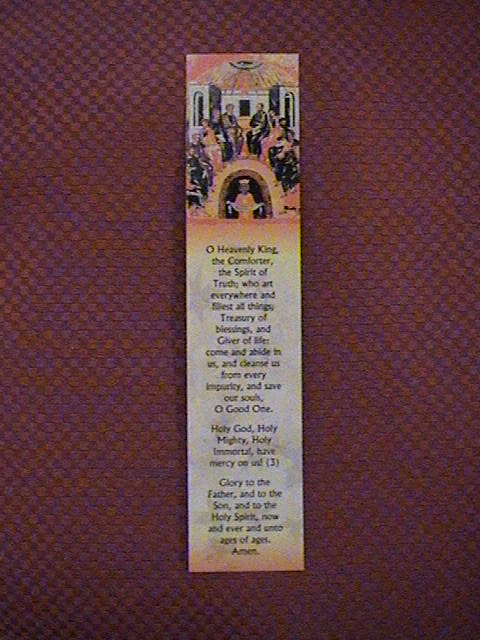 O Heavenly King,
the Comforter,
the Spirit of
Truth; who art
everywhere and
fillest all things;
Treasury of
blessings, and
Giver of life:
come and abide in
us, and cleanse us
from every
impurity, and save
our souls,
O Good One.
Holy God, Holy
Mighty, Holy
Immortal, have
mercy on us! (3)
Glory to the
Father, and to the
Son, and to the
Holy Spirit, now
and ever and unto
ages of ages.
Amen.